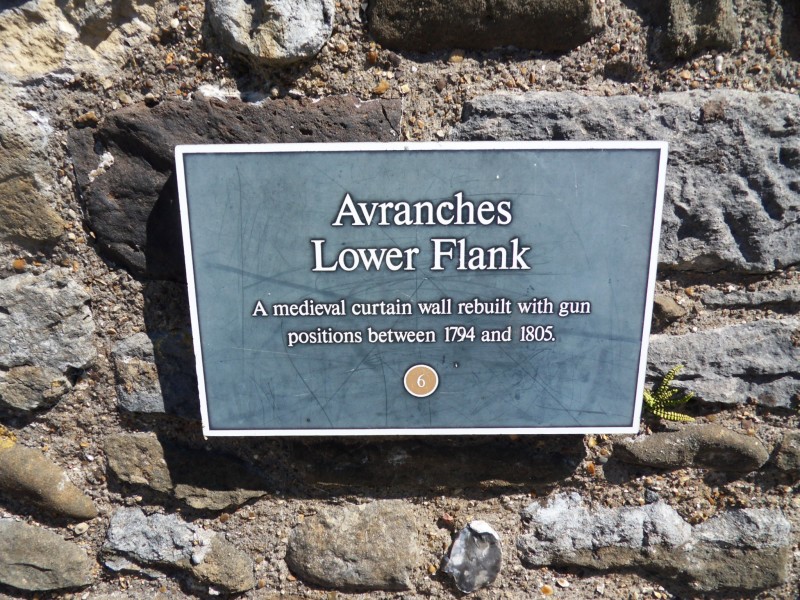 Avranches
Lower Flank
A medieval curtain wall rebuilt with gun
positions between 1794 and 1805.
6